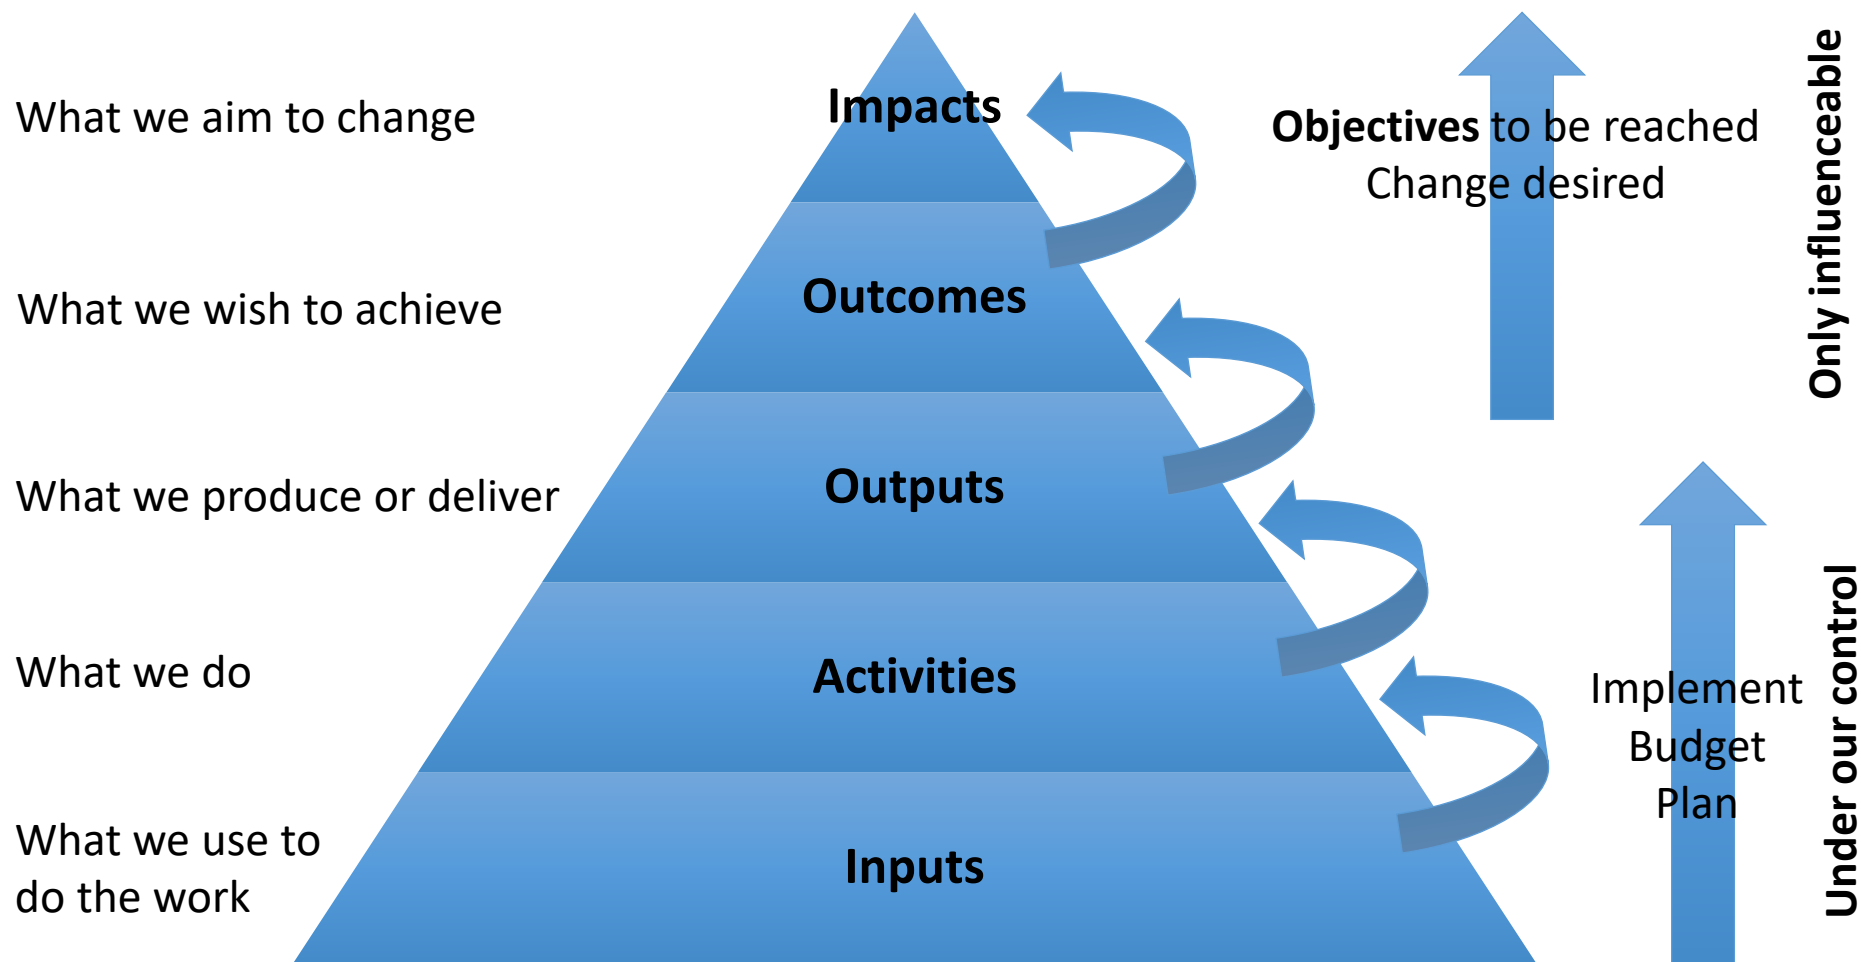 What we aim to change
Impacts
Objectives to be reached
Change desired
Only influenceable
What we wish to achieve
Outcomes
What we produce or deliver
Outputs
What we do
Activities
Implement
Budget
Plan
Under our control
What we use to
do the work
Inputs